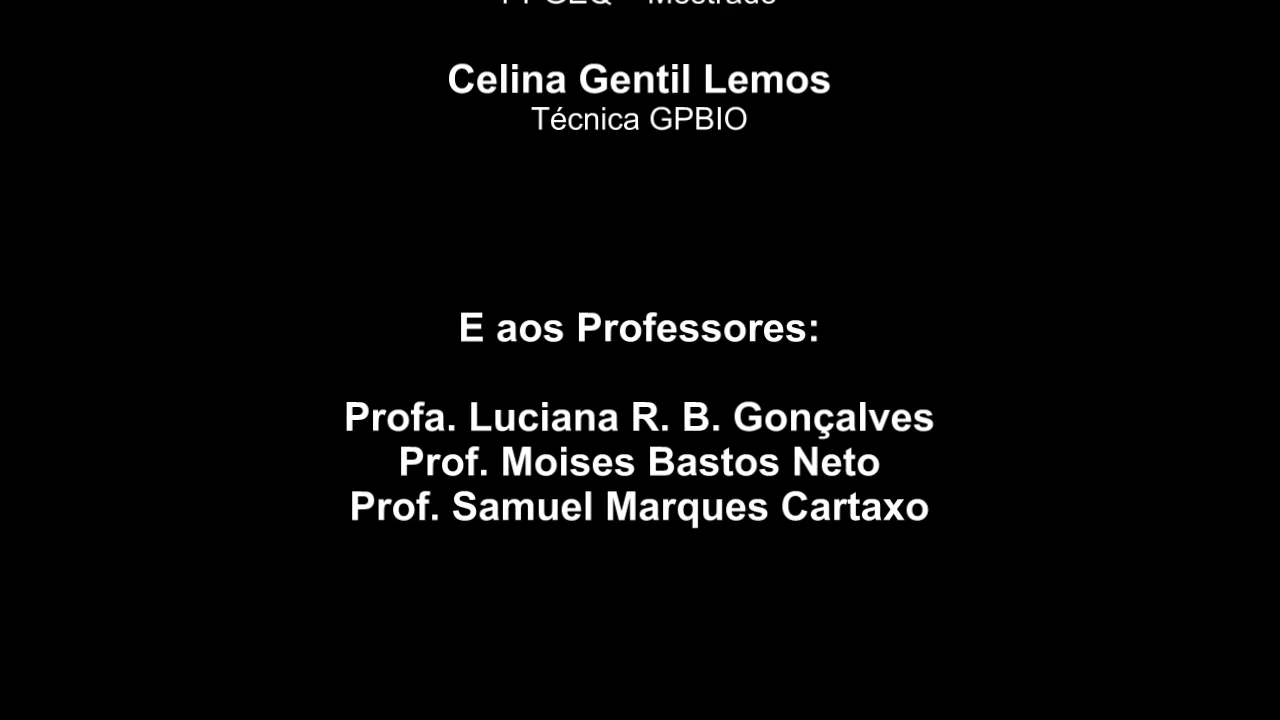 Celina Gentil Lemos
Técnica GPBIO
E aos Professores:
Profa. Luciana R. B. Gonçalves
Prof. Moises Bastos Neto
Prof. Samuel Marques Cartaxo